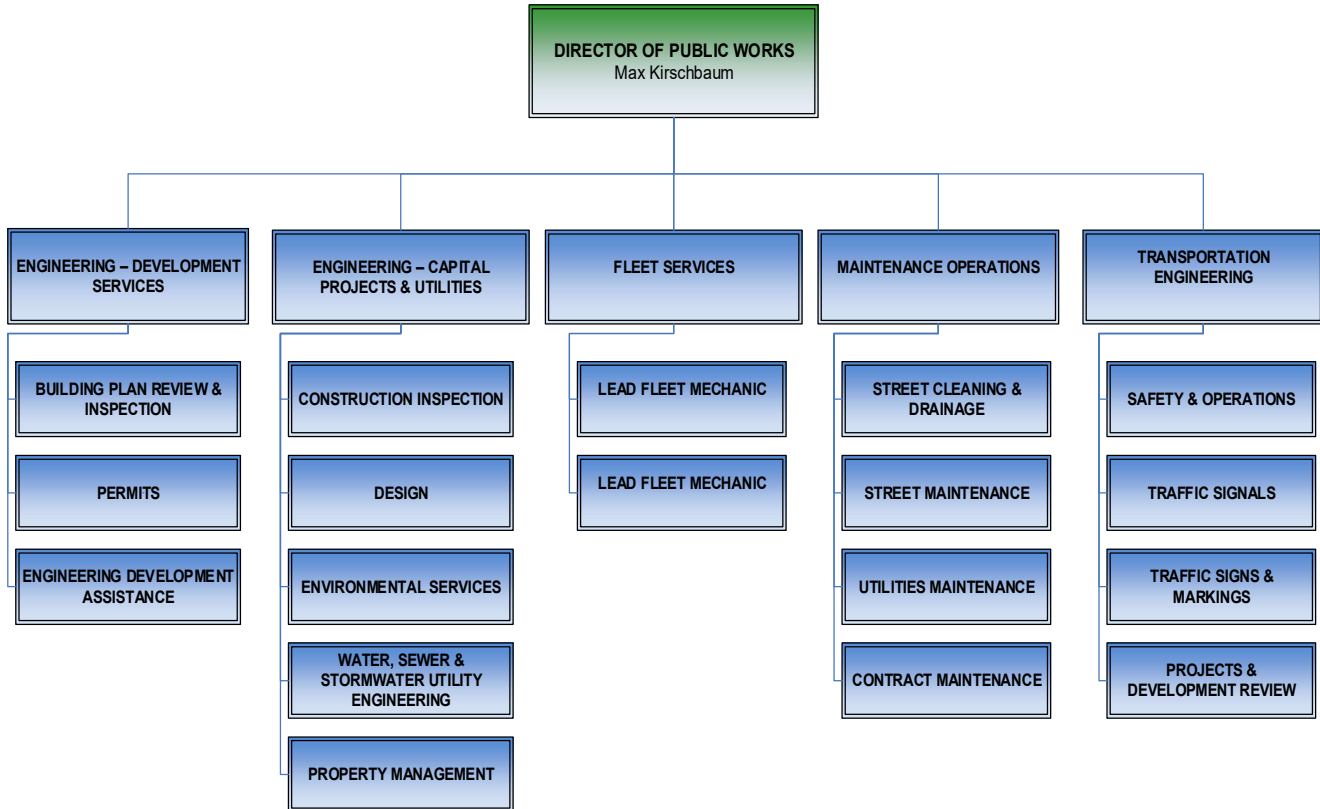 DIRECTOR OF PUBLIC WORKS
Max Kirschbaum
ENGINEERING – DEVELOPMENT
SERVICES
BUILDING PLAN REVIEW &
INSPECTION
PERMITS
ENGINEERING DEVELOPMENT
ASSISTANCE
ENGINEERING – CAPITAL
PROJECTS & UTILITIES
CONSTRUCTION INSPECTION
DESIGN
ENVIRONMENTAL SERVICES
WATER, SEWER &
STORMWATER UTILITY
ENGINEERING
PROPERTY MANAGEMENT
FLEET SERVICES
LEAD FLEET MECHANIC
LEAD FLEET MECHANIC
MAINTENANCE OPERATIONS
STREET CLEANING &
DRAINAGE
STREET MAINTENANCE
UTILITIES MAINTENANCE
CONTRACT MAINTENANCE
TRANSPORTATION
ENGINEERING
SAFETY & OPERATIONS
TRAFFIC SIGNALS
TRAFFIC SIGNS &
MARKINGS
PROJECTS &
DEVELOPMENT REVIEW